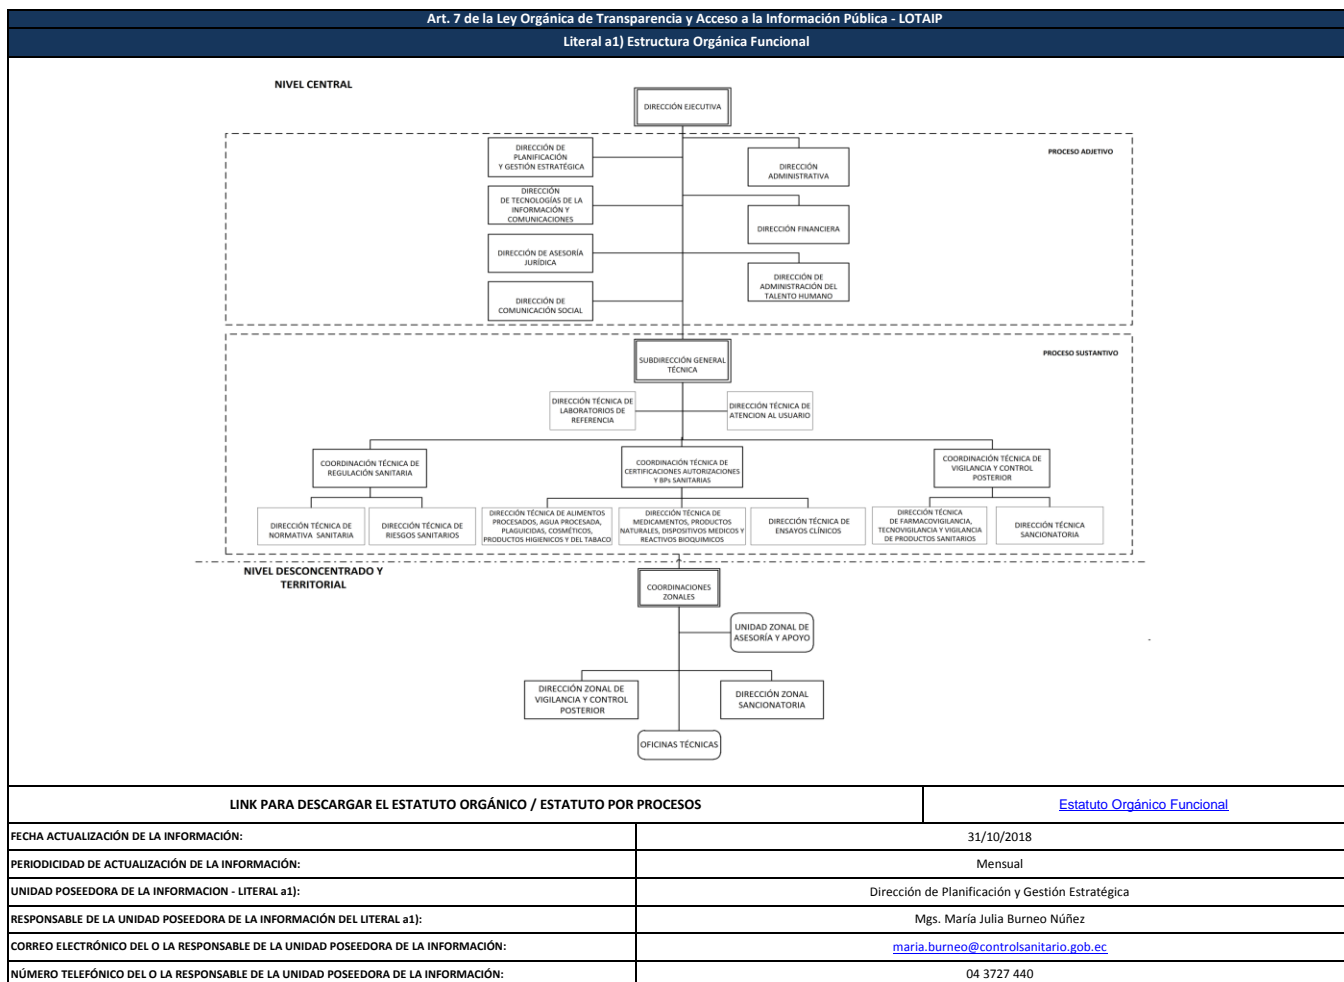 Art. 7 de la Ley Orgánica de Transparencia y Acceso a la Información Pública - LOTAIP
Literal a1) Estructura Orgánica Funcional
NIVEL CENTRAL
DIRECCIÓN EJECUTIVA
PROCESO ADJETIVO
DIRECCIÓN DE
PLANIFICACIÓN
Y GESTIÓN ESTRATÉGICA
DIRECCIÓN
ADMINISTRATIVA
DIRECCIÓN
DE TECNOLOGÍAS DE LA
INFORMACIÓN Y
COMUNICACIONES
DIRECCIÓN FINANCIERA
DIRECCIÓN DE ASESORÍA
JURÍDICA
DIRECCIÓN DE
ADMINISTRACIÓN DEL
TALENTO HUMANO
DIRECCIÓN DE
COMUNICACIÓN SOCIAL
PROCESO SUSTANTIVO
SUBDIRECCIÓN GENERAL
TÉCNICA
DIRECCIÓN TÉCNICA DE
LABORATORIOS DE
REFERENCIA
DIRECCIÓN TÉCNICA DE
ATENCION AL USUARIO
COORDINACIÓN TÉCNICA DE
REGULACIÓN SANITARIA
COORDINACIÓN TÉCNICA DE
CERTIFICACIONES AUTORIZACIONES
Y BPs SANITARIAS
COORDINACIÓN TÉCNICA DE
VIGILANCIA Y CONTROL
POSTERIOR
DIRECCIÓN TÉCNICA DE
NORMATIVA SANITARIA
DIRECCIÓN TÉCNICA DE
RIESGOS SANITARIOS
DIRECCIÓN TÉCNICA DE ALIMENTOS
PROCESADOS, AGUA PROCESADA,
PLAGUICIDAS, COSMÉTICOS,
PRODUCTOS HIGIENICOS Y DEL TABACO
DIRECCIÓN TÉCNICA DE
MEDICAMENTOS, PRODUCTOS
NATURALES, DISPOSITIVOS MEDICOS Y
REACTIVOS BIOQUIMICOS
DIRECCIÓN TÉCNICA DE
ENSAYOS CLÍNICOS
DIRECCIÓN TÉCNICA
DE FARMACOVIGILANCIA,
TECNOVIGILANCIA Y VIGILANCIA
DE PRODUCTOS SANITARIOS
DIRECCIÓN TÉCNICA
SANCIONATORIA
NIVEL DESCONCENTRADO Y
TERRITORIAL
COORDINACIONES
ZONALES
UNIDAD ZONAL DE
ASESORÍA Y APOYO
DIRECCIÓN ZONAL DE
VIGILANCIA Y CONTROL
POSTERIOR
DIRECCIÓN ZONAL
SANCIONATORIA
OFICINAS TÉCNICAS
LINK PARA DESCARGAR EL ESTATUTO ORGÁNICO / ESTATUTO POR PROCESOS
Estatuto Orgánico Funcional
FECHA ACTUALIZACIÓN DE LA INFORMACIÓN:
31/10/2018
PERIODICIDAD DE ACTUALIZACIÓN DE LA INFORMACIÓN:
Mensual
UNIDAD POSEEDORA DE LA INFORMACION - LITERAL a1):
Dirección de Planificación y Gestión Estratégica
RESPONSABLE DE LA UNIDAD POSEEDORA DE LA INFORMACIÓN DEL LITERAL a1):
Mgs. María Julia Burneo Núñez
CORREO ELECTRÓNICO DEL O LA RESPONSABLE DE LA UNIDAD POSEEDORA DE LA INFORMACIÓN:
maria.burneo@controlsanitario.gob.ec
NÚMERO TELEFÓNICO DEL O LA RESPONSABLE DE LA UNIDAD POSEEDORA DE LA INFORMACIÓN:
04 3727 440